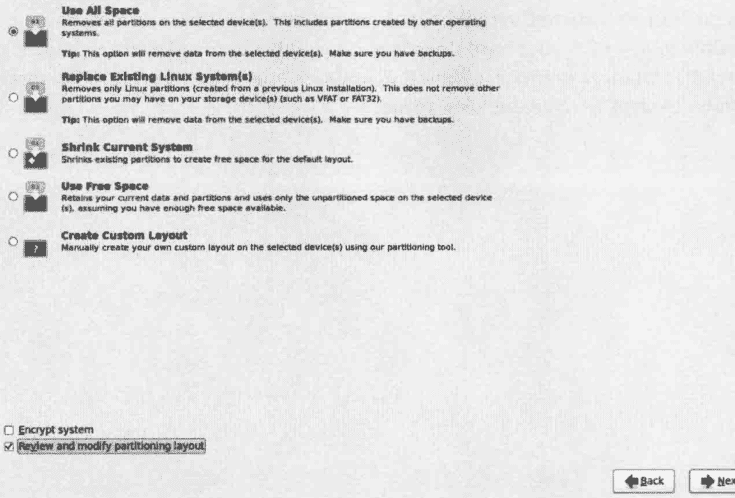 Use All Space
Removes all partitions on the selected device(s). This includes partitions created by other operating
systems.
Tip: This option will remove data from the selected device(s). Make sure you have backups.
Replace Existing Linux System(s)
Removes only Linux partitions (created from a previous Linux installation). This does not remove other
partitions you may have on your storage device(s) (such as VFAT or FAT32).
Tip: This option will remove data from the selected device(s). Make sure you have backups.
Shrink Current System
Shrinks existing partitions to create free space for the default layout.
Use Free Space
Retains your current data and partitions and uses only the unpartitioned space on the selected device
(s), assuming you have enough free space available.
Create Custom Layout
?
Manually create your own custom layout on the selected device(s) using our partitioning tool.
Encrypt system
Review and modify partitioning layout
Back
Nex